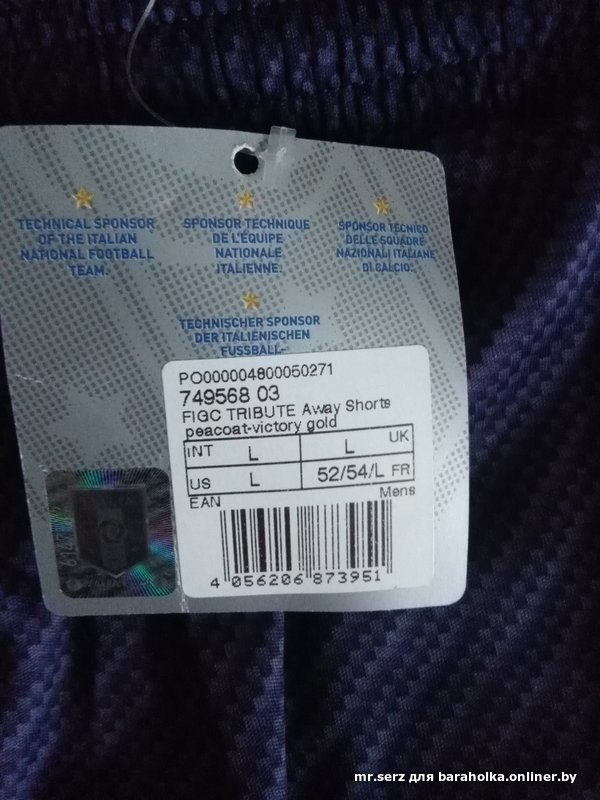 TECHNICAL SPONSOR
OF THE ITALIAN
NATIONAL FOOTBALL
TEAM.
SPONSOR TECHNIQUE
DE L'ÉQUIPE
NATIONALE
ITALIENNE.
SPONSOR TECNICO
DELLE SQUADRE
NAZIONALI ITALIANE
DI CALCIO.
TECHNISCHER SPONSOR
DER ITALIENISCHEN
FUSSBALL-
PO000004800050271
749568 03
FIGC TRIBUTE Away Shorts
peacoat-victory gold
INT L L UK
US L 52/54/L FR
EAN Mens
4 056206 873951
mr.serz для baraholka.onliner.by